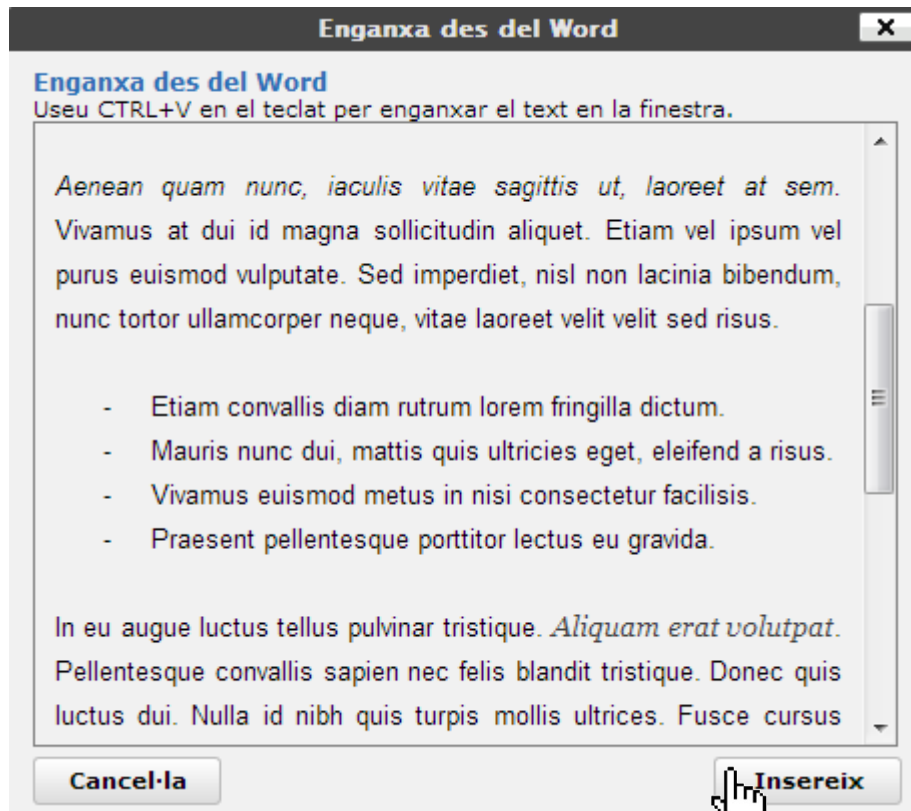 Enganxa des del Word
Enganxa des del Word
Useu CTRL+V en el teclat per enganxar el text en la finestra.
Aenean quam nunc, iaculis vitae sagittis ut, laoreet at sem.
Vivamus at dui id magna sollicitudin aliquet. Etiam vel ipsum vel
purus euismod vulputate. Sed imperdiet, nisl non lacinia bibendum,
nunc tortor ullamcorper neque, vitae laoreet velit velit sed risus.
- Etiam convallis diam rutrum lorem fringilla dictum.
- Mauris nunc dui, mattis quis ultricies eget, eleifend a risus.
- Vivamus euismod metus in nisi consectetur facilisis.
- Praesent pellentesque porttitor lectus eu gravida.
In eu augue luctus tellus pulvinar tristique. Aliquam erat volutpat.
Pellentesque convallis sapien nec felis blandit tristique. Donec quis
luctus dui. Nulla id nibh quis turpis mollis ultrices. Fusce cursus
Cancel·la
Insereix